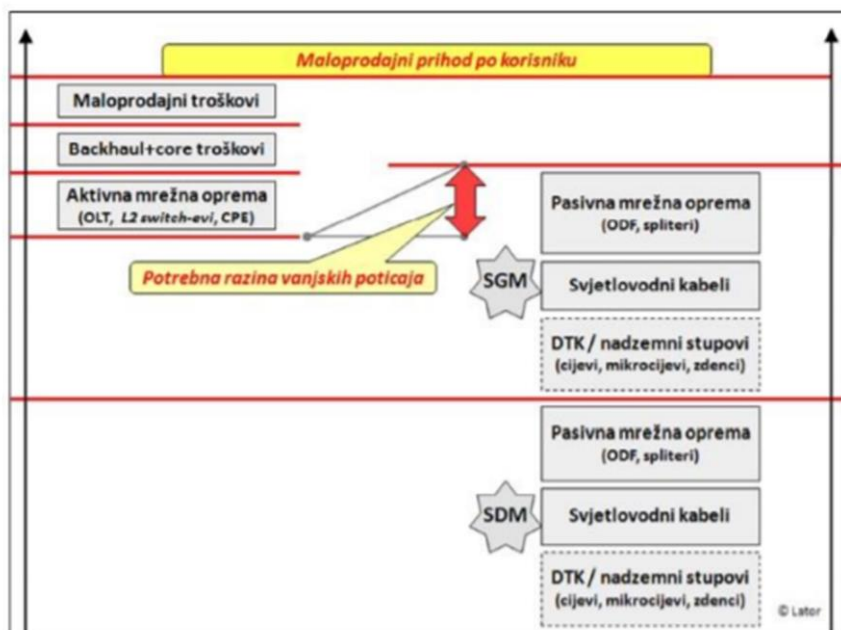 Maloprodajni prihod po korisniku
Maloprodajni troškovi
Backhaul+core troškovi
Aktivna mrežna oprema
(OLT, L2 switch-evi, CPE)
Potrebna razina vanjskih poticaja
Pasivna mrežna oprema
(ODF, spliteri)
SGM
Svjetlovodni kabeli
DTK / nadzemni stupovi
(cijevi, mikrocijevi, zdenci)
Pasivna mrežna oprema
(ODF, spliteri)
SDM
Svjetlovodni kabeli
DTK / nadzemni stupovi
(cijevi, mikrocijevi, zdenci)
© Lator